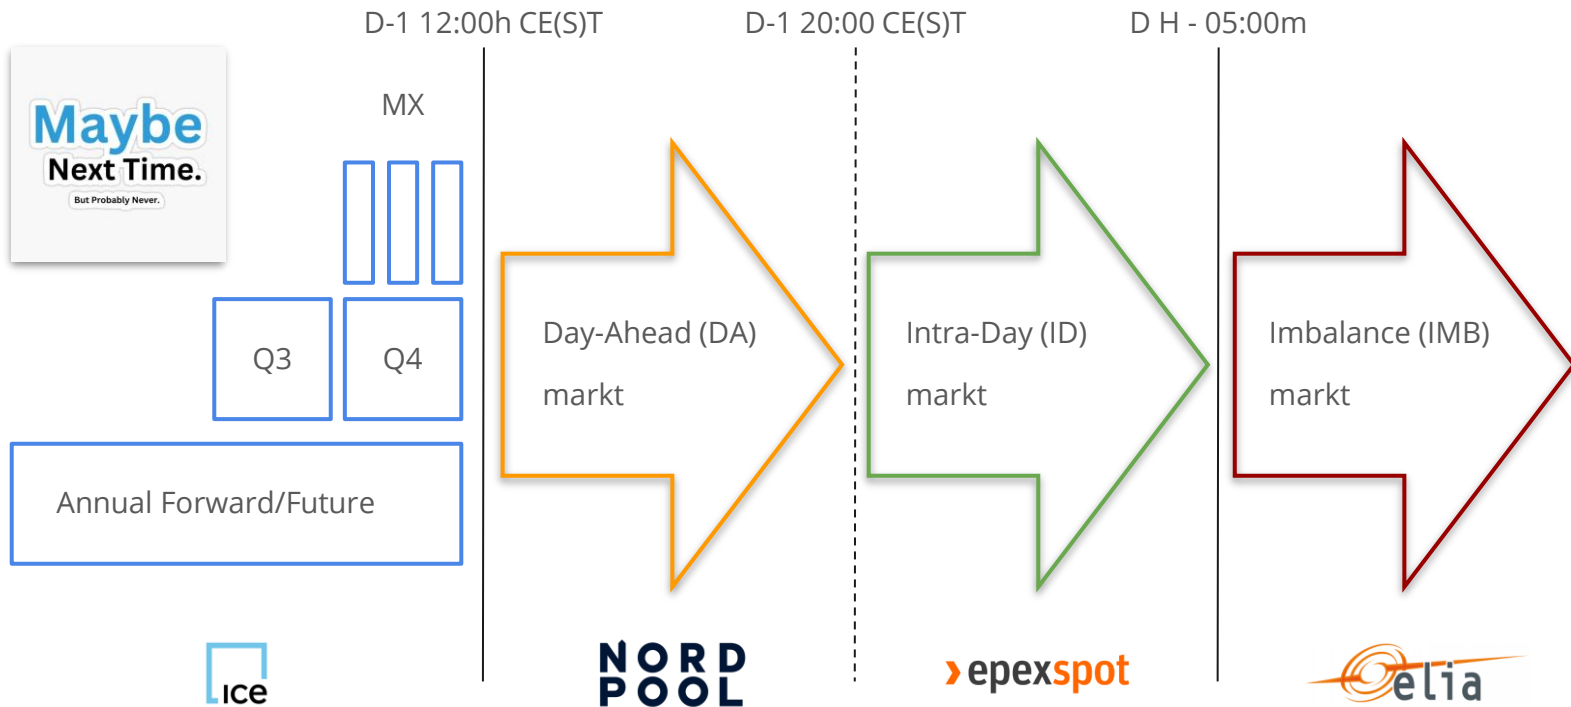 D-1 12:00h CE(S)T
D-1 20:00 CE(S)T
D H - 05:00m
Maybe
Next Time.
But Probably Never.
MX
Q3
Q4
Annual Forward/Future
Day-Ahead (DA)
markt
Intra-Day (ID)
markt
Imbalance (IMB)
markt
ICE
NORD
POOL
epexspot
elia